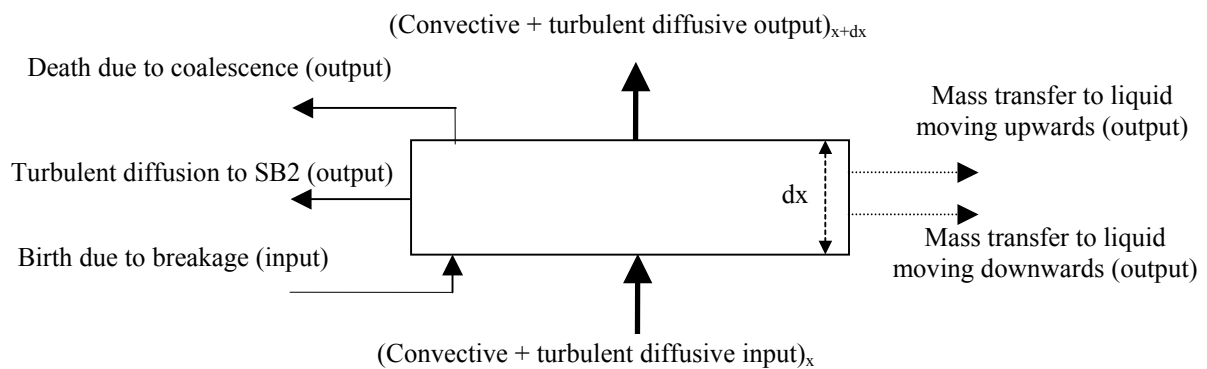 (Convective + turbulent diffusive output)x+dx
Death due to coalescence (output)
Mass transfer to liquid
moving upwards (output)
Turbulent diffusion to SB2 (output)
dx
Birth due to breakage (input)
Mass transfer to liquid
moving downwards (output)
(Convective + turbulent diffusive input)x